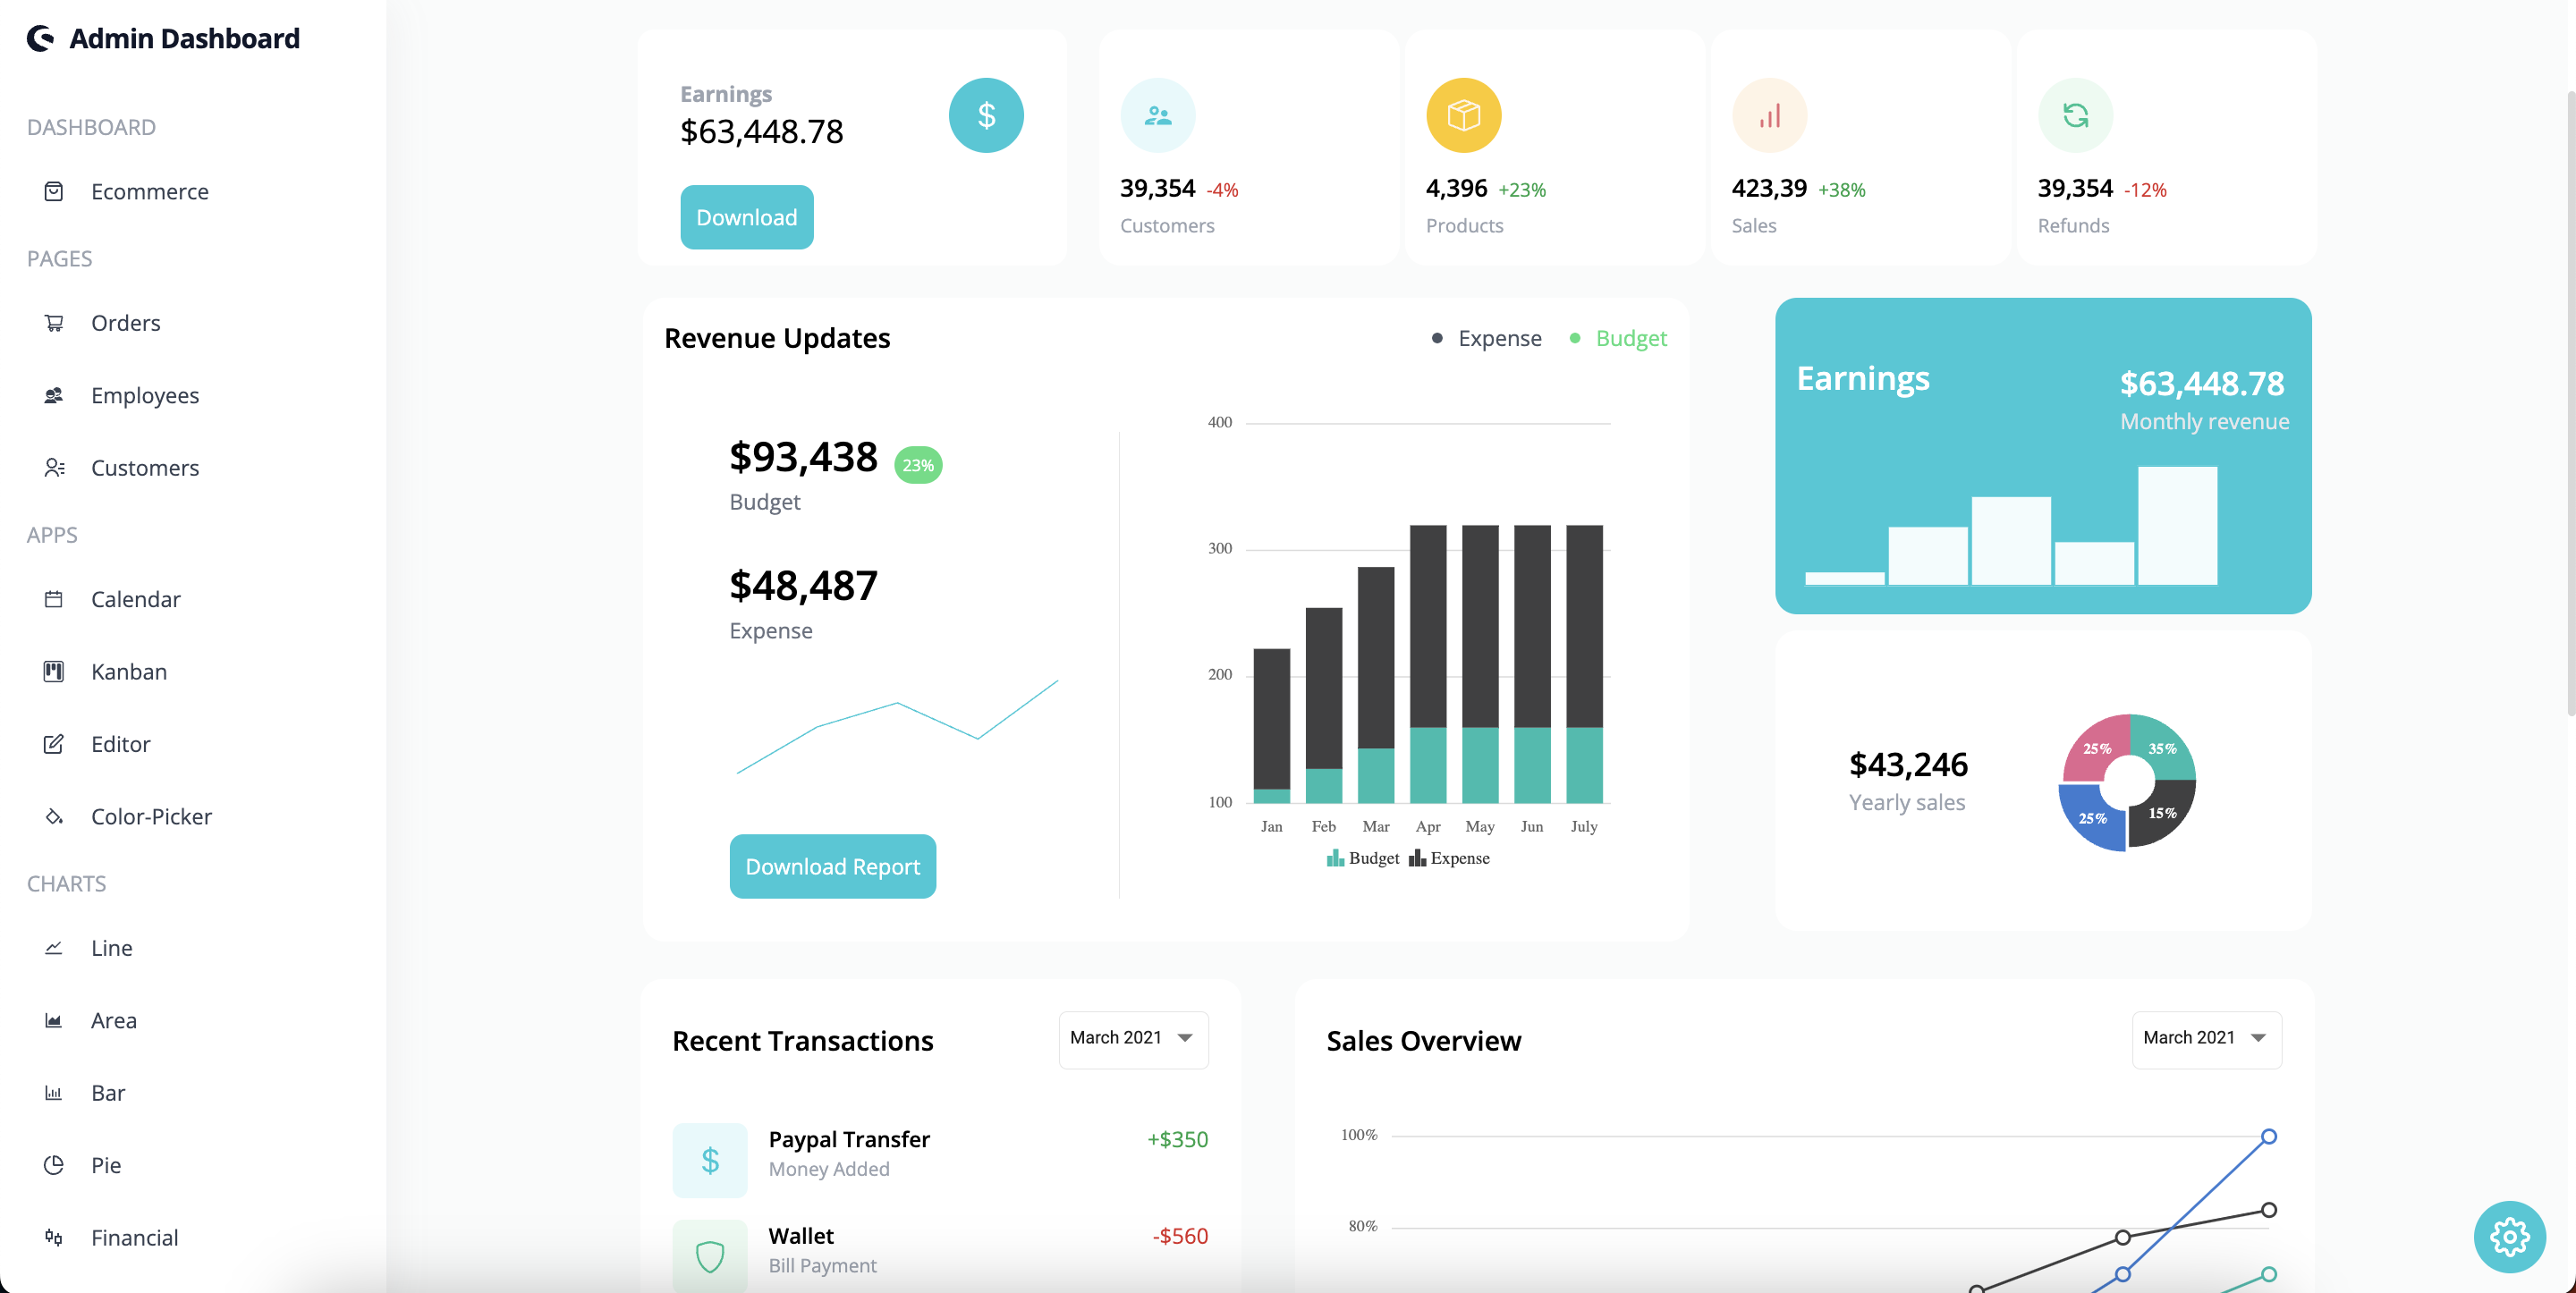 Admin Dashboard
DASHBOARD
Ecommerce
PAGES
Orders
Employees
Customers
APPS
Calendar
Kanban
Editor
Color-Picker
CHARTS
Line
Area
Bar
Pie
Financial
Earnings
$63,448.78
$
Download
39,354 -4%
Customers
4,396 +23%
Products
423,39 +38%
Sales
39,354 -12%
Refunds
Revenue Updates
Expense
Budget
$93,438 23%
Budget
$48,487
Expense
Download Report
400
300
200
100
Jan Feb Mar Apr May Jun July
Budget Expense
Earnings
$63,448.78
Monthly revenue
$43,246
Yearly sales
25% 35%
25% 15%
Recent Transactions
March 2021
$
Paypal Transfer
+$350
Money Added
Wallet
-$560
Bill Payment
Sales Overview
March 2021
100%
80%